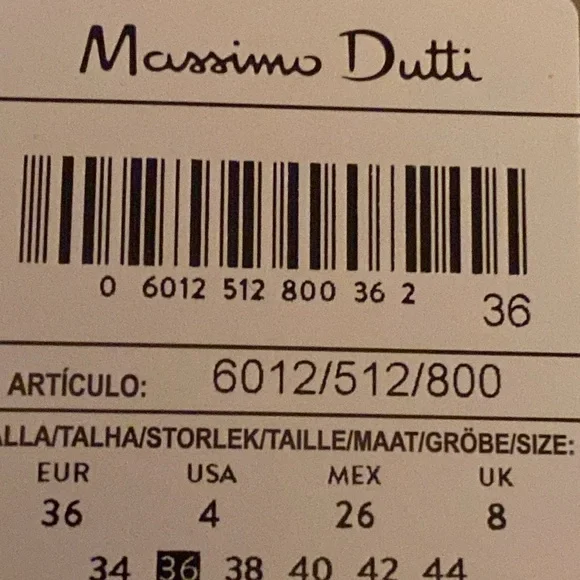 Massimo Dutti
0 6012 512 800 36 2
36
ARTÍCULO: 6012/512/800
ALLA/TALHA/STORLEK/TAILLE/MAAT/GRÖBE/SIZE:
EUR USA MEX UK
36 4 26 8
34 36 38 40 42 44